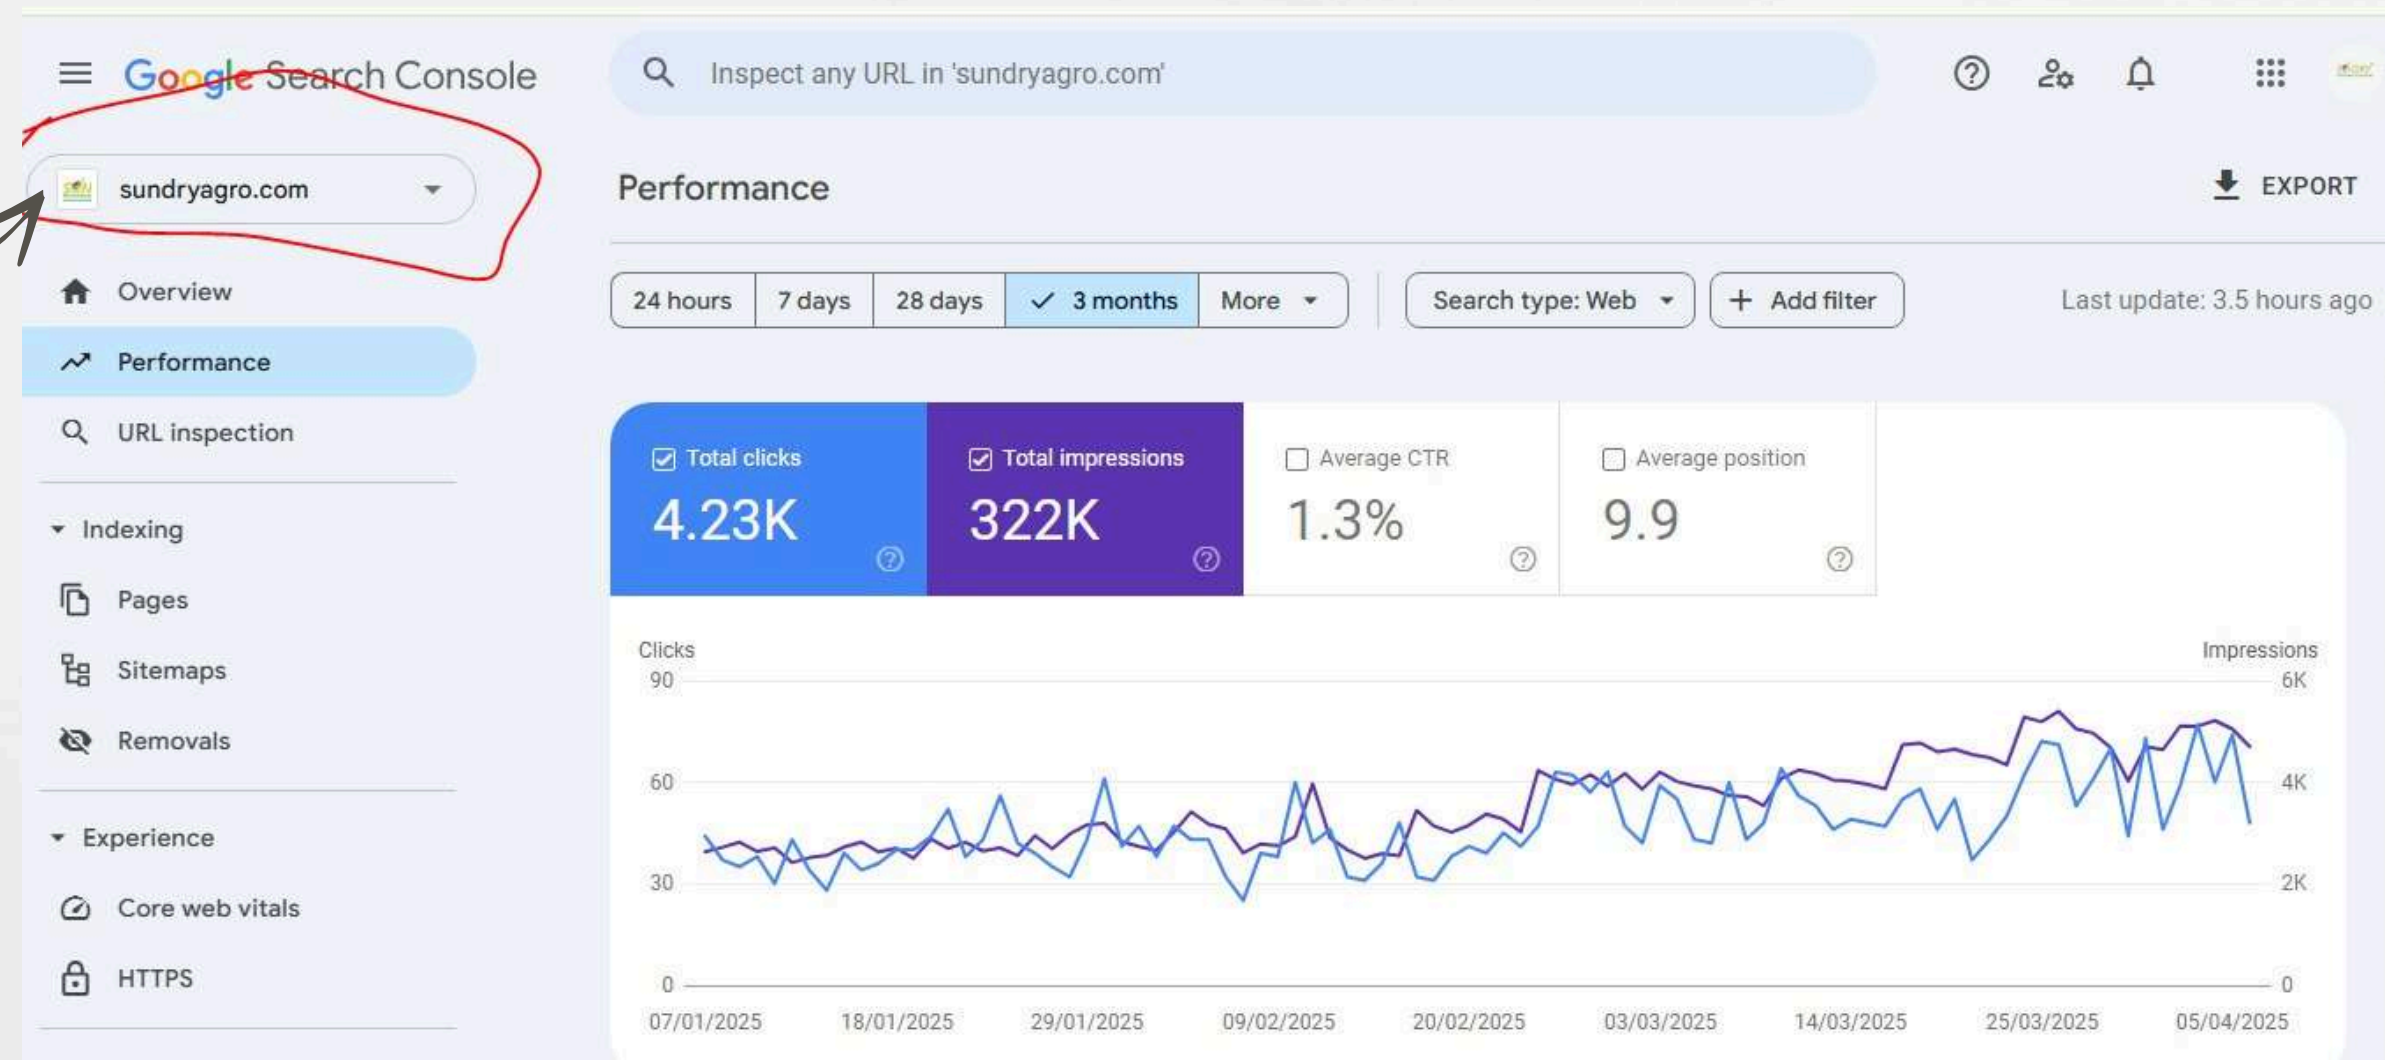 Google Search Console
Inspect any URL in 'sundryagro.com'
sundryagro.com
Overview
Performance
URL inspection
Indexing
Pages
Sitemaps
Removals
Experience
Core web vitals
HTTPS
Performance
EXPORT
24 hours
7 days
28 days
3 months
More
Search type: Web
Add filter
Last update: 3.5 hours ago
Total clicks
4.23K
Total impressions
322K
Average CTR
1.3%
Average position
9.9
Clicks
Impressions
90
6K
60
4K
30
2K
0
0
07/01/2025
18/01/2025
29/01/2025
09/02/2025
20/02/2025
03/03/2025
14/03/2025
25/03/2025
05/04/2025